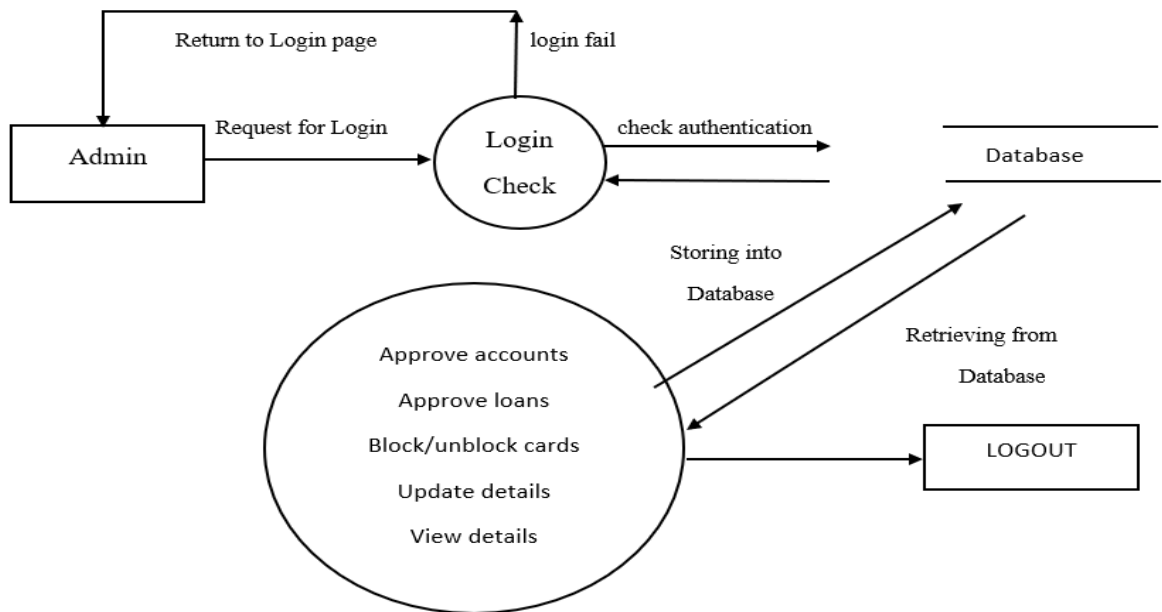 Return to Login page
login fail
Request for Login
Admin
Login
Check
check authentication
Database
Storing into
Database
Retrieving from
Database
Approve accounts
Approve loans
Block/unblock cards
Update details
View details
LOGOUT